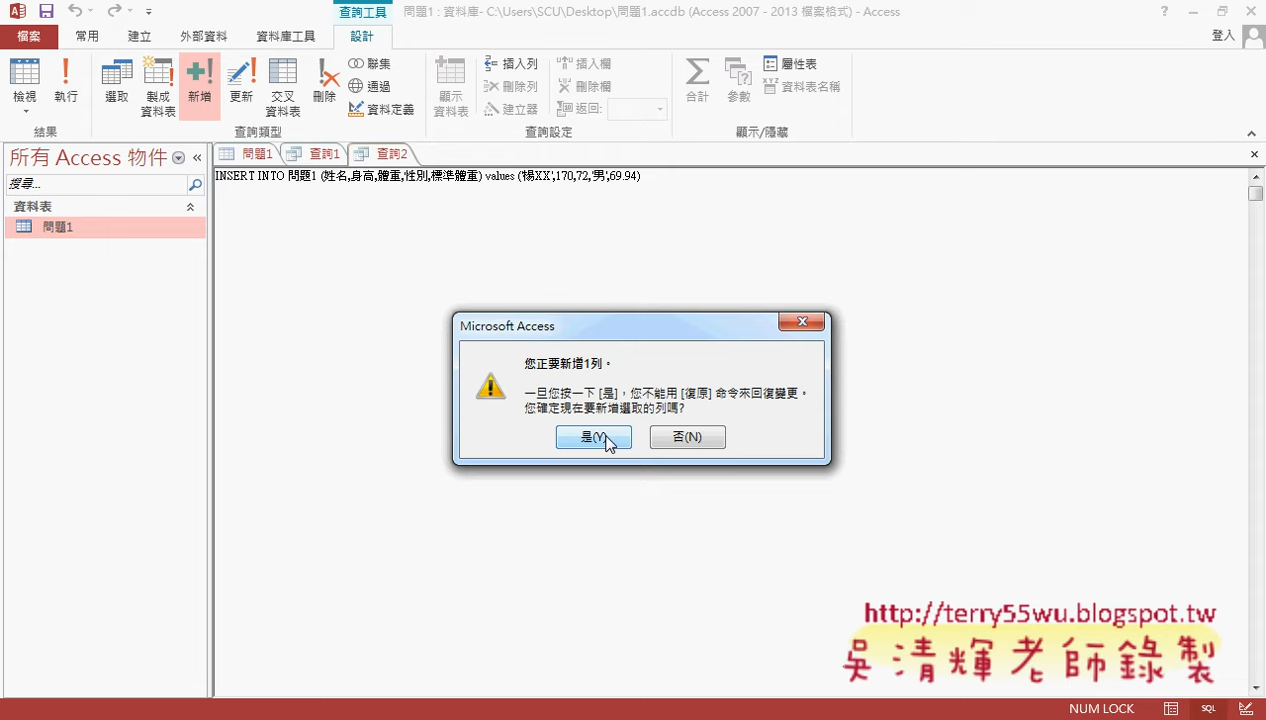 查詢工具
問題1 : 資料庫- C:\Users\SCU\Desktop\問題1.accdb (Access 2007 - 2013 檔案格式) - Access
檔案 常用 建立 外部資料 資料庫工具 設計 登入
檢視 執行 選取 製成資料表 新增 更新 交叉資料表 刪除 聯集 通過 資料定義 顯示資料表 插入列 刪除列 建立器 插入欄 刪除欄 返回: 合計 參數 屬性表 資料表名稱
結果 查詢類型 查詢設定 顯示/隱藏
所有 Access 物件 問題1 查詢1 查詢2
搜尋...
INSERT INTO 問題1 (姓名,身高,體重,性別,標準體重) values ('楊XX',170,72,'男',69.94)
資料表
問題1
Microsoft Access
您正要新增1列。
一旦您按一下 [是]，您不能用 [復原] 命令來回復變更。
您確定現在要新增選取的列嗎?
是(Y) 否(N)
http://terry55wu.blogspot.tw
吳清輝老師錄製
NUM LOCK SQL